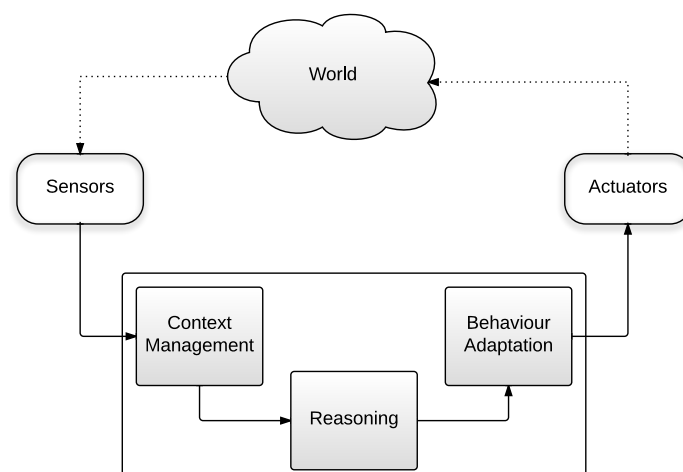 World
Sensors
Actuators
Context
Management
Behaviour
Adaptation
Reasoning